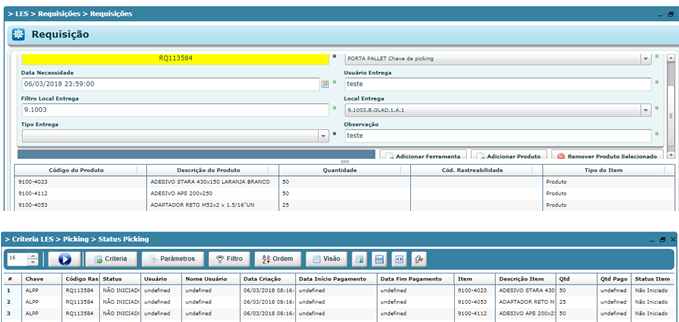 > LES > Requisições > Requisições
Requisição
RQ113584 PORTA PALLET Chave de picking
Data Necessidade Usuário Entrega
06/03/2018 23:59:00 teste
Filtro Local Entrega Local Entrega
9.1003 9.1003.B.GLAD.1.A.1
Tipo Entrega Observação
teste
Adicionar Ferramenta Adicionar Produto Remover Produto Selecionado
Código do Produto Descrição do Produto Quantidade Cód. Rastreabilidade Tipo do Item
9100-4023 ADESIVO STARA 430x150 LARANJA BRANCO 50 Produto
9100-4112 ADESIVO APS 200x250 50 Produto
9100-4053 ADAPTADOR RETO M52x2 x 1.5/16"UN 25 Produto
> Criteria LES > Picking > Status Picking
16 Criteria Parâmetros Filtro Ordem Visão
# Chave Código Ras Status Usuário Nome Usuário Data Criação Data Início Pagamento Data Fim Pagamento Item Descrição Item Qtd Qtd Pago Status Item
1 ALPP RQ113584 NÃO INICIADO undefined undefined 06/03/2018 08:16: undefined undefined 9100-4023 ADESIVO STARA 430 50 undefined Não Iniciado
2 ALPP RQ113584 NÃO INICIADO undefined undefined 06/03/2018 08:16: undefined undefined 9100-4053 ADAPTADOR RETO M 25 undefined Não Iniciado
3 ALPP RQ113584 NÃO INICIADO undefined undefined 06/03/2018 08:16: undefined undefined 9100-4112 ADESIVO APS 200x25 50 undefined Não Iniciado